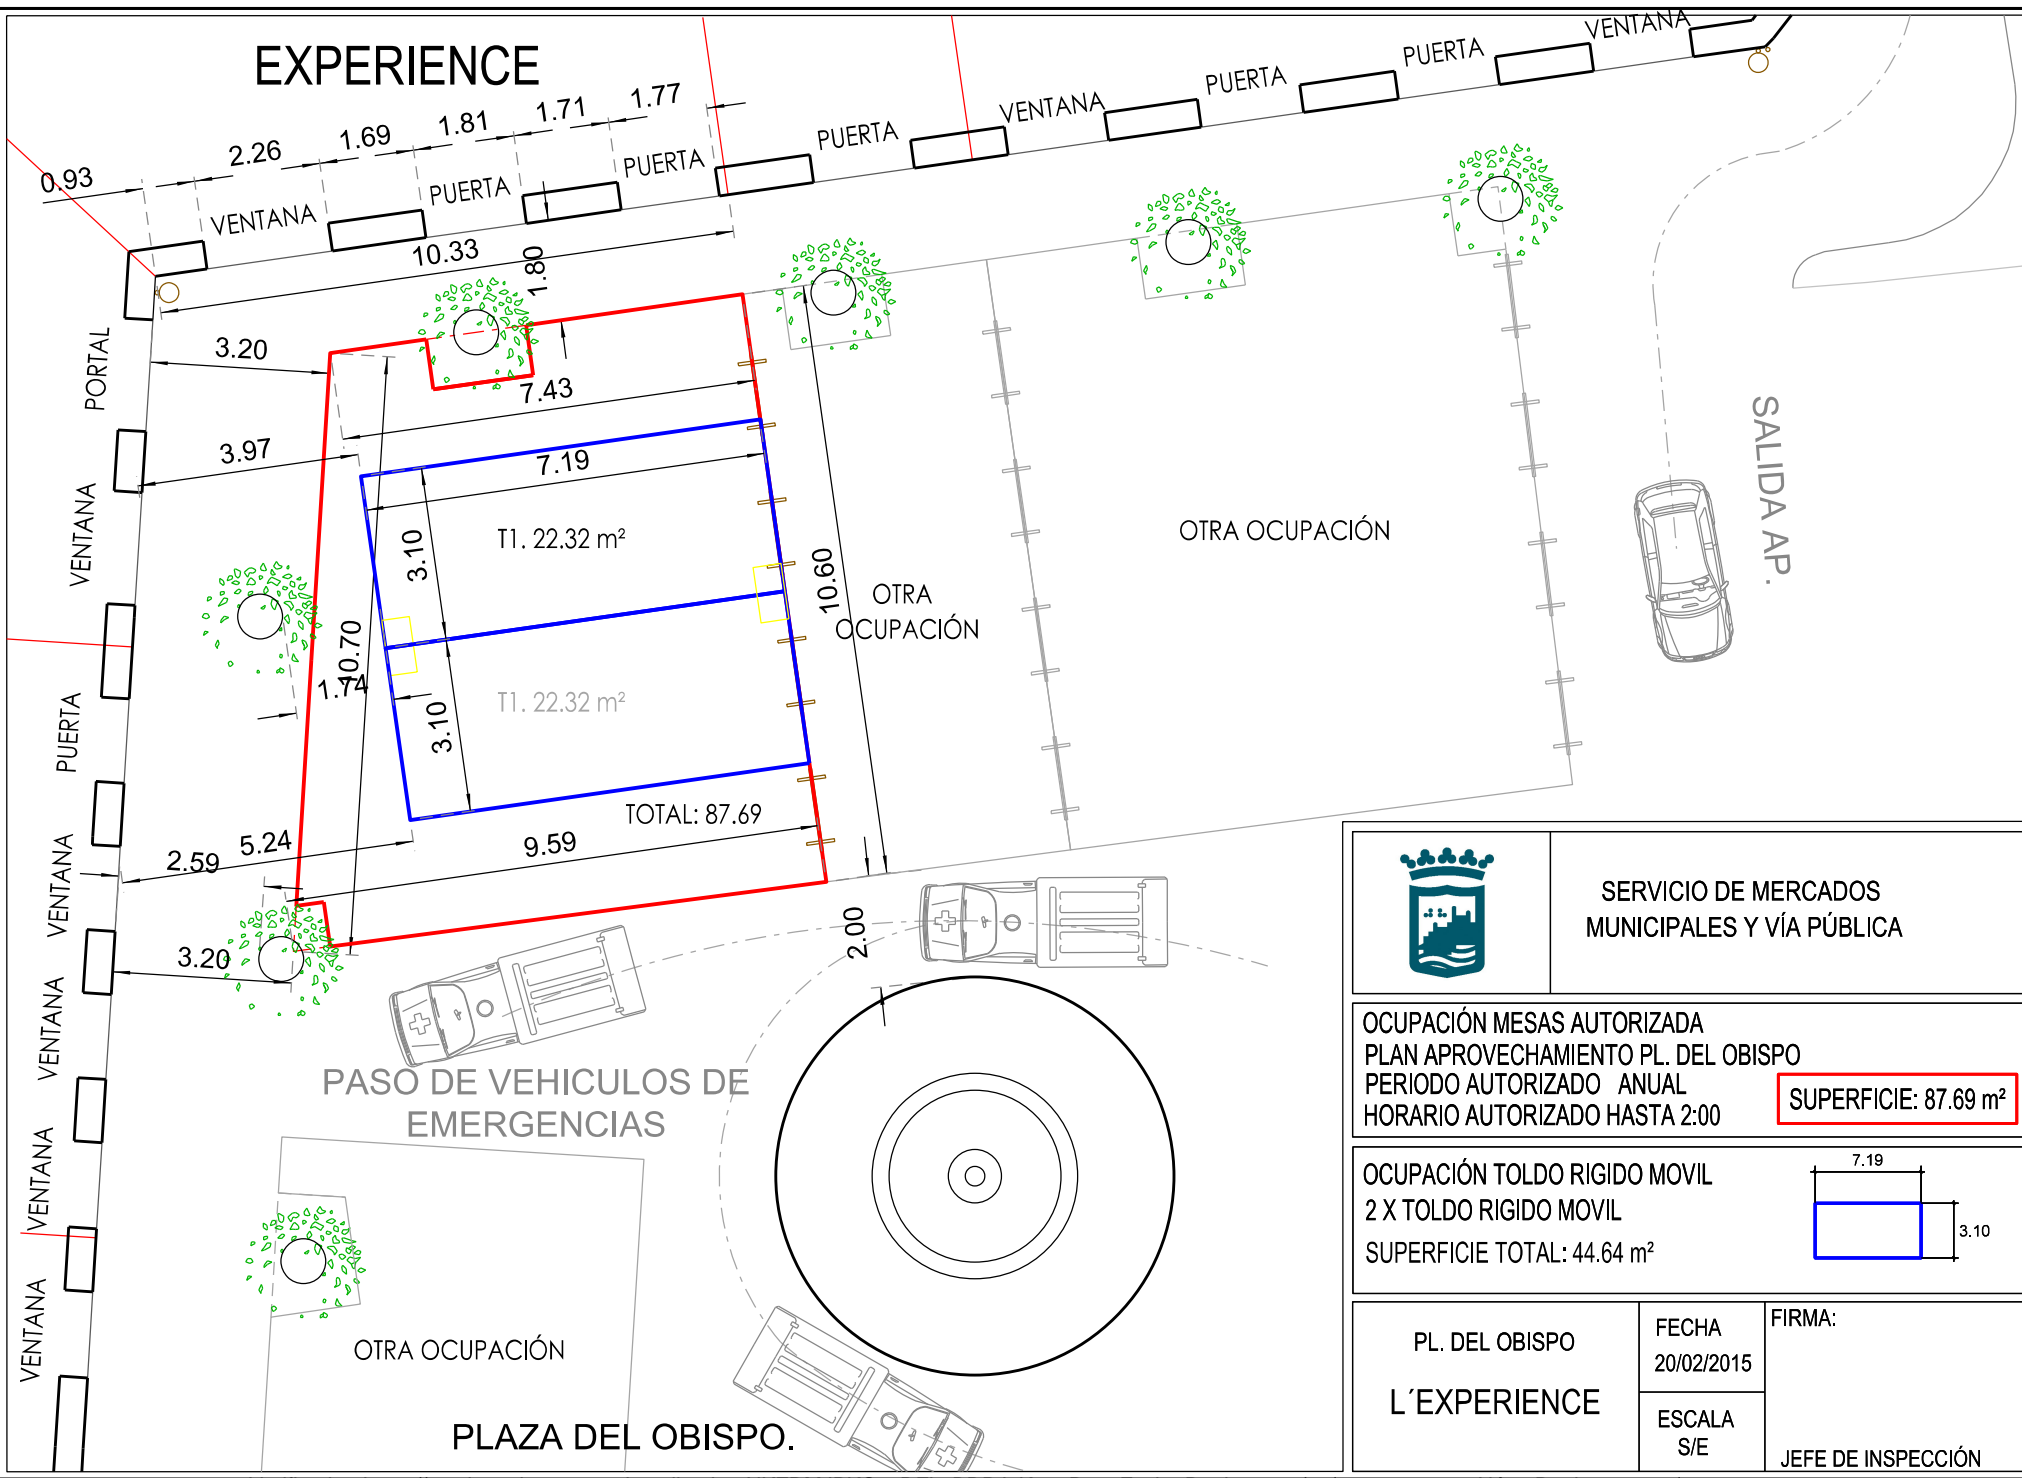 EXPERIENCE
0.93
2.26
1.69
1.81
1.71
1.77
VENTANA
PUERTA
PUERTA
PUERTA
VENTANA
PUERTA
PUERTA
VENTANA
10.33
1.80
3.20
7.43
3.97
7.19
3.10
T1. 22.32 m²
10.70
1.74
3.10
T1. 22.32 m²
10.60
OTRA
OCUPACIÓN
OTRA OCUPACIÓN
SALIDA AP.
TOTAL: 87.69
5.24
2.59
9.59
3.20
2.00
PORTAL
VENTANA
PUERTA
VENTANA
VENTANA
VENTANA
VENTANA
PASO DE VEHICULOS DE
EMERGENCIAS
OTRA OCUPACIÓN
PLAZA DEL OBISPO.
SERVICIO DE MERCADOS
MUNICIPALES Y VÍA PÚBLICA
OCUPACIÓN MESAS AUTORIZADA
PLAN APROVECHAMIENTO PL. DEL OBISPO
PERIODO AUTORIZADO ANUAL
HORARIO AUTORIZADO HASTA 2:00
SUPERFICIE: 87.69 m²
OCUPACIÓN TOLDO RIGIDO MOVIL
2 X TOLDO RIGIDO MOVIL
SUPERFICIE TOTAL: 44.64 m²
7.19
3.10
PL. DEL OBISPO
L´EXPERIENCE
FECHA
20/02/2015
ESCALA
S/E
FIRMA:
JEFE DE INSPECCIÓN